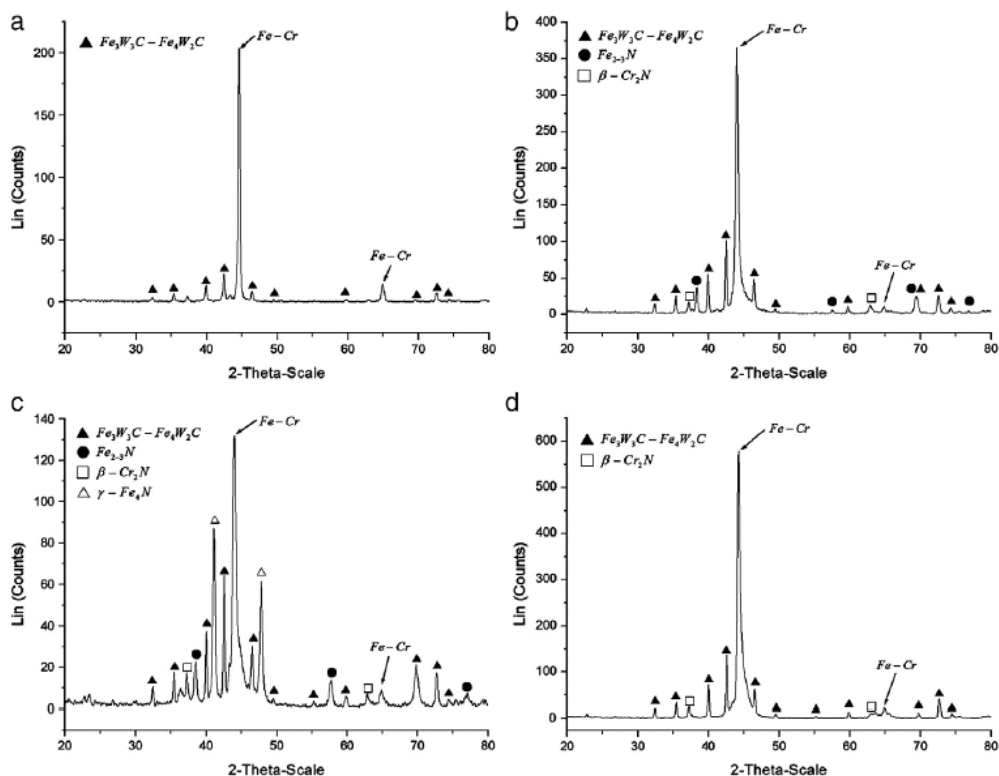 a
▲ Fe₃W₃C – Fe₄W₂C
Fe – Cr
Fe – Cr
Lin (Counts)
200
150
100
50
0
20 30 40 50 60 70 80
2-Theta-Scale
b
▲ Fe₃W₃C – Fe₄W₂C
● Fe₂₋₃N
□ β – Cr₂N
Fe – Cr
Fe – Cr
Lin (Counts)
400
350
300
250
200
150
100
50
0
20 30 40 50 60 70 80
2-Theta-Scale
c
▲ Fe₃W₃C – Fe₄W₂C
● Fe₂₋₃N
□ β – Cr₂N
△ γ – Fe₄N
Fe – Cr
Fe – Cr
Lin (Counts)
140
120
100
80
60
40
20
0
20 30 40 50 60 70 80
2-Theta-Scale
d
▲ Fe₃W₃C – Fe₄W₂C
□ β – Cr₂N
Fe – Cr
Fe – Cr
Lin (Counts)
600
500
400
300
200
100
0
20 30 40 50 60 70 80
2-Theta-Scale